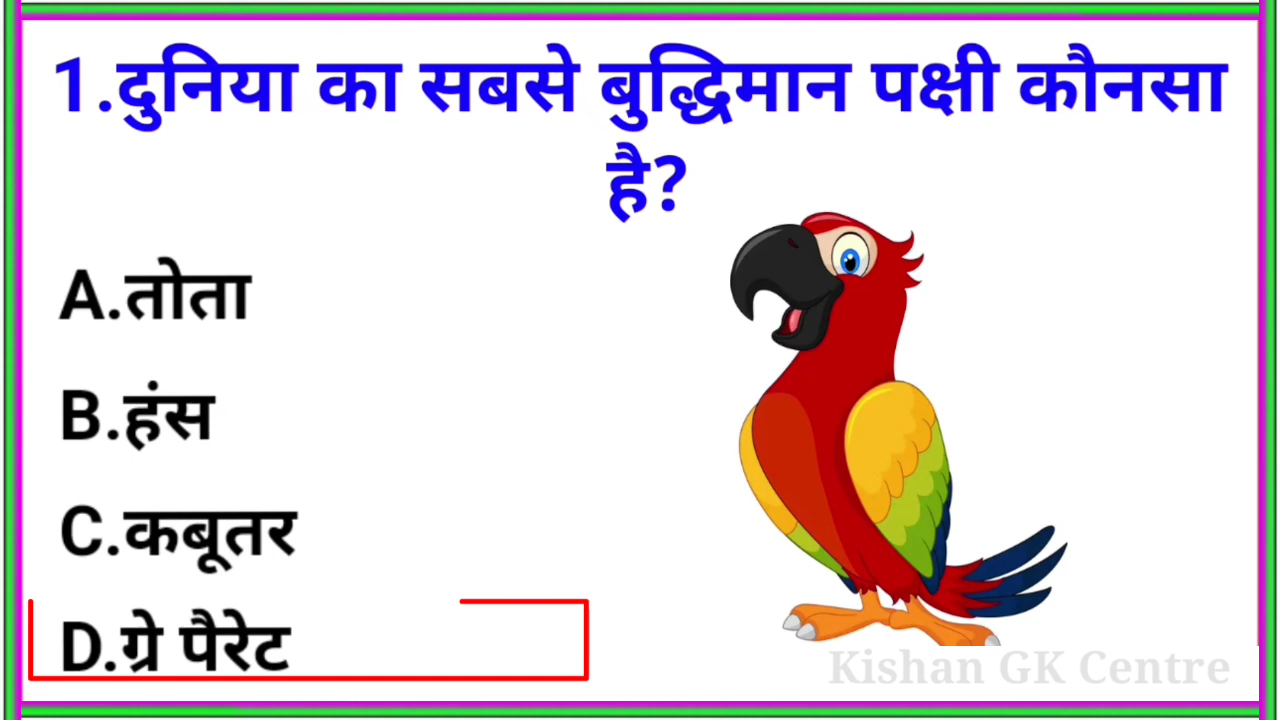 1.दुनिया का सबसे बुद्धिमान पक्षी कौनसा
है?
A.तोता
B.हंस
C.कबूतर
D.ग्रे पैरेट
Kishan GK Centre